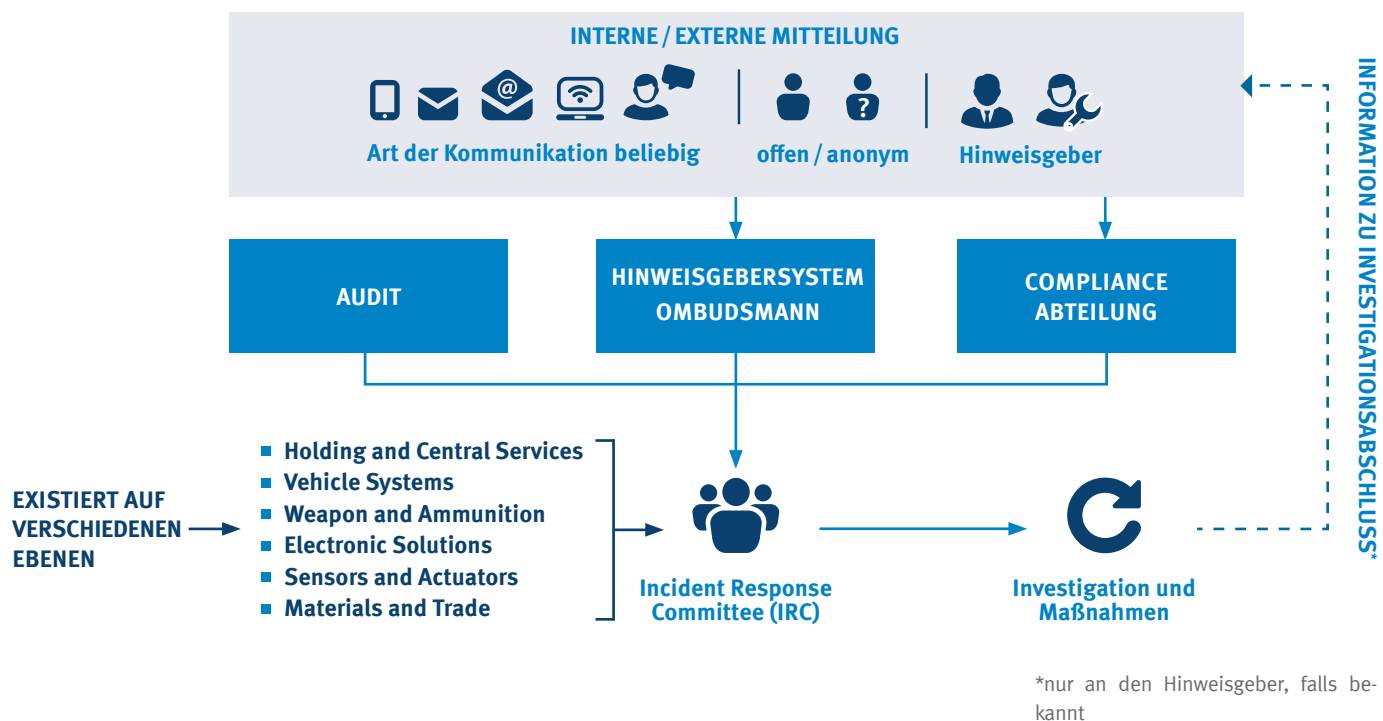 INTERNE / EXTERNE MITTEILUNG
@
?
Art der Kommunikation beliebig
offen / anonym
Hinweisgeber
AUDIT
HINWEISGEBERSYSTEM
OMBUDSMANN
COMPLIANCE
ABTEILUNG
INFORMATION ZU INVESTIGATIONSABSCHLUSS*
EXISTIERT AUF
VERSCHIEDENEN
EBENEN
Holding and Central Services
Vehicle Systems
Weapon and Ammunition
Electronic Solutions
Sensors and Actuators
Materials and Trade
Incident Response
Committee (IRC)
Investigation und
Maßnahmen
*nur an den Hinweisgeber, falls be-
kannt